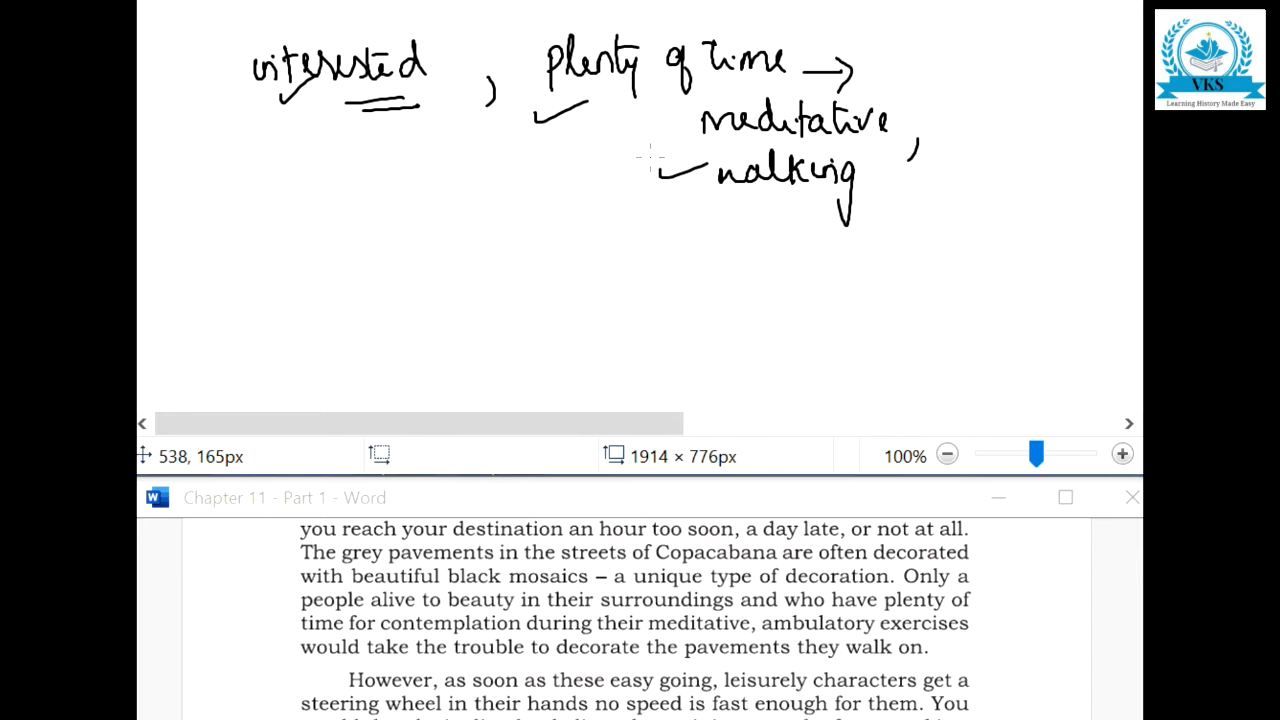 interested , plenty of time →
meditative ,
walking
VKS
Learning History Made Easy
538, 165px
1914 × 776px
100%
Chapter 11 - Part 1 - Word
you reach your destination an hour too soon, a day late, or not at all.
The grey pavements in the streets of Copacabana are often decorated
with beautiful black mosaics – a unique type of decoration. Only a
people alive to beauty in their surroundings and who have plenty of
time for contemplation during their meditative, ambulatory exercises
would take the trouble to decorate the pavements they walk on.
However, as soon as these easy going, leisurely characters get a
steering wheel in their hands no speed is fast enough for them. You